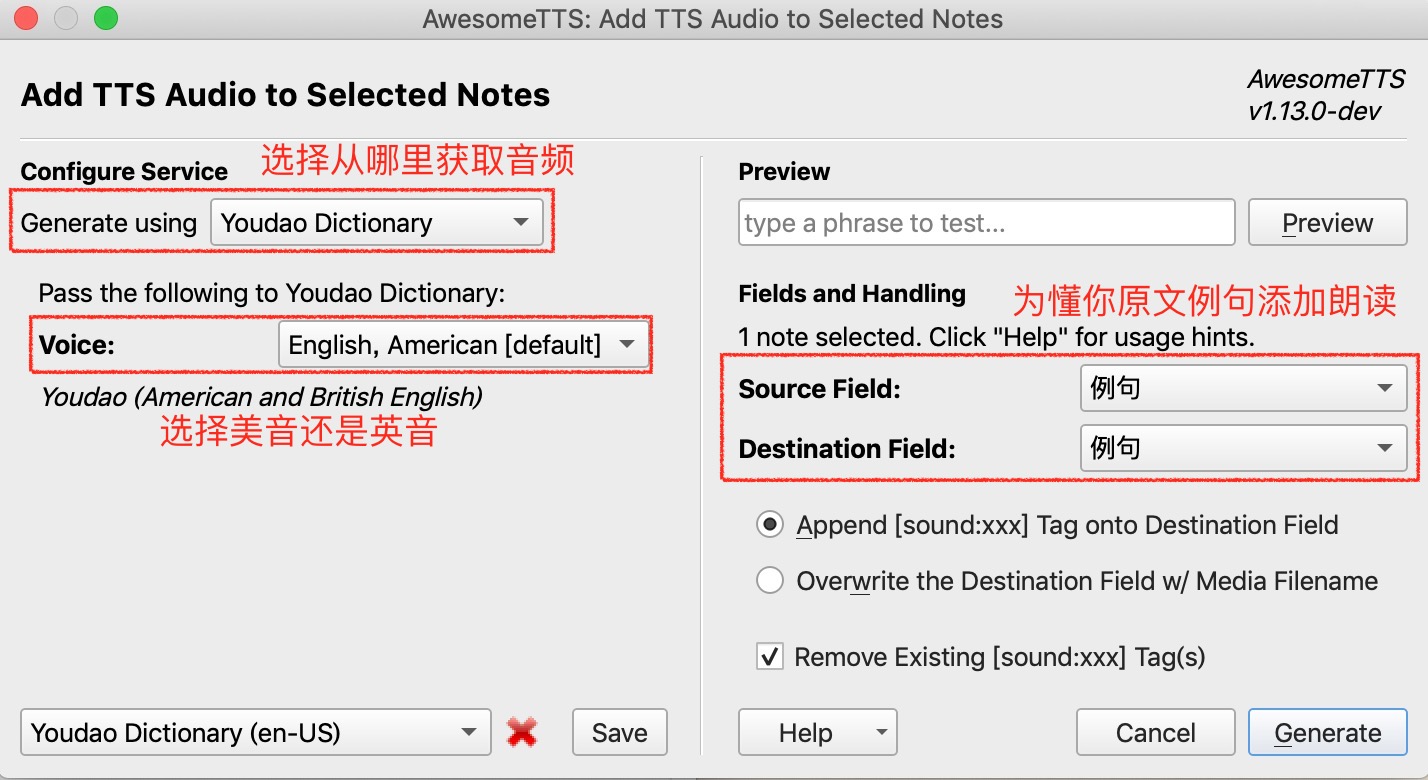 AwesomeTTS: Add TTS Audio to Selected Notes
Add TTS Audio to Selected Notes
AwesomeTTS
v1.13.0-dev
Configure Service
选择从哪里获取音频
Generate using
Youdao Dictionary
Pass the following to Youdao Dictionary:
Voice:
English, American [default]
Youdao (American and British English)
选择美音还是英音
Youdao Dictionary (en-US)
Save
Preview
type a phrase to test...
Preview
Fields and Handling
为懂你原文例句添加朗读
1 note selected. Click "Help" for usage hints.
Source Field:
例句
Destination Field:
例句
Append [sound:xxx] Tag onto Destination Field
Overwrite the Destination Field w/ Media Filename
Remove Existing [sound:xxx] Tag(s)
Help
Cancel
Generate